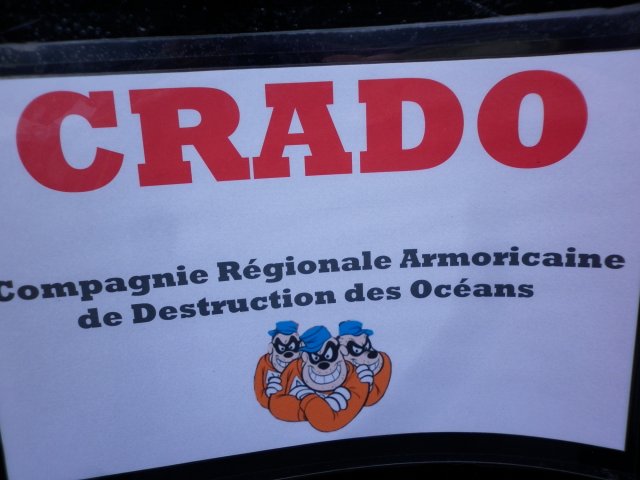 CRADO
Compagnie Régionale Armoricaine
de Destruction des Océans